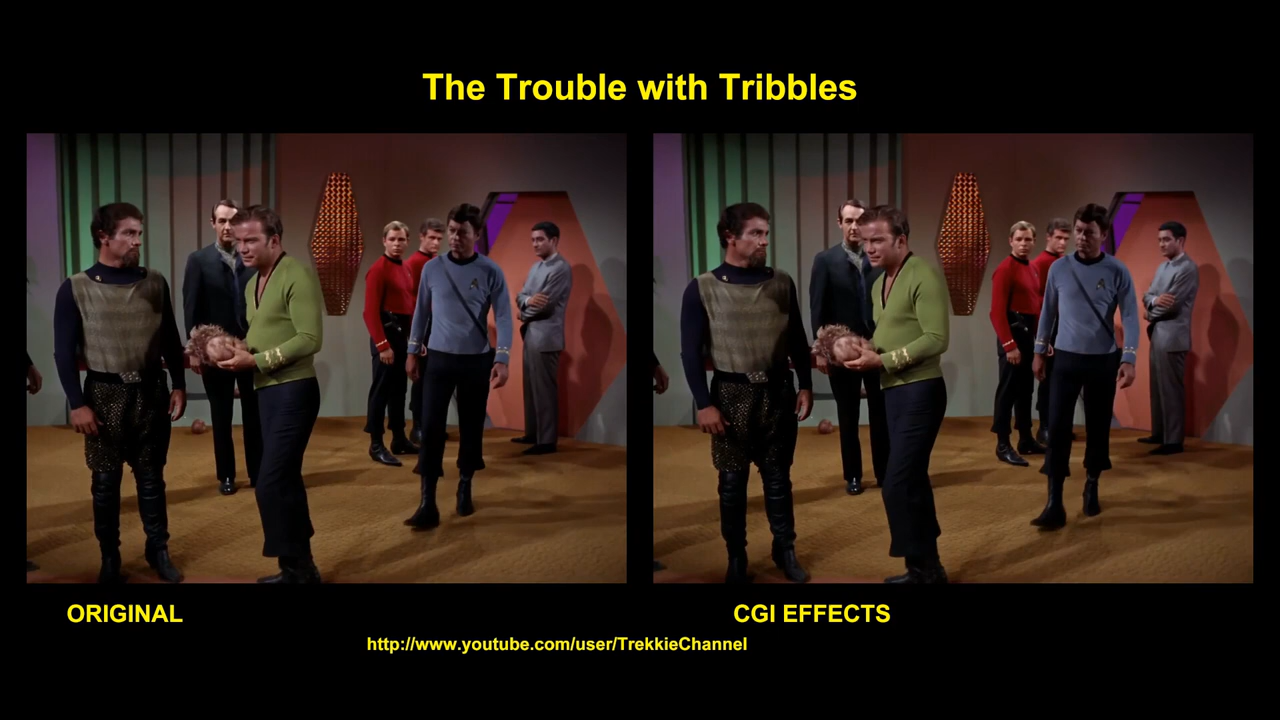 The Trouble with Tribbles
ORIGINAL
CGI EFFECTS
http://www.youtube.com/user/TrekkieChannel